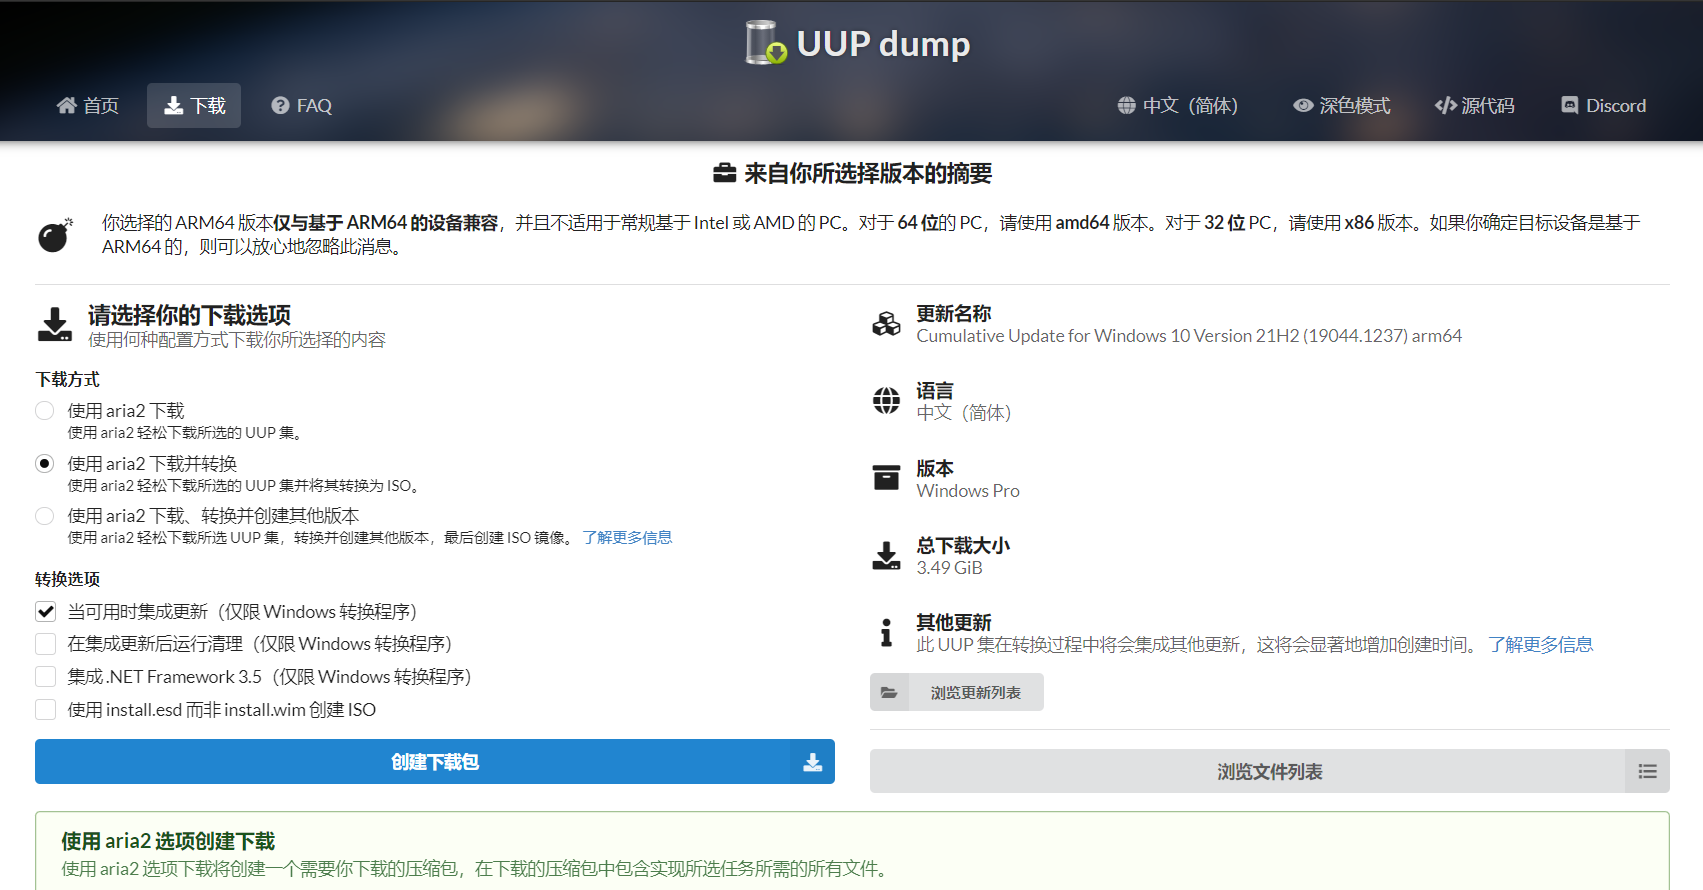 UUP dump
首页
下载
FAQ
中文（简体）
深色模式
源代码
Discord
来自你所选择版本的摘要
你选择的 ARM64 版本仅与基于 ARM64 的设备兼容，并且不适用于常规基于 Intel 或 AMD 的 PC。对于 64 位的 PC，请使用 amd64 版本。对于 32 位 PC，请使用 x86 版本。如果你确定目标设备是基于
ARM64 的，则可以放心地忽略此消息。
请选择你的下载选项
使用何种配置方式下载你所选择的内容
下载方式
使用 aria2 下载
使用 aria2 轻松下载所选的 UUP 集。
使用 aria2 下载并转换
使用 aria2 轻松下载所选的 UUP 集并将其转换为 ISO。
使用 aria2 下载、转换并创建其他版本
使用 aria2 轻松下载所选 UUP 集，转换并创建其他版本，最后创建 ISO 镜像。 了解更多信息
转换选项
当可用时集成更新（仅限 Windows 转换程序）
在集成更新后运行清理（仅限 Windows 转换程序）
集成 .NET Framework 3.5（仅限 Windows 转换程序）
使用 install.esd 而非 install.wim 创建 ISO
创建下载包
更新名称
Cumulative Update for Windows 10 Version 21H2 (19044.1237) arm64
语言
中文（简体）
版本
Windows Pro
总下载大小
3.49 GiB
其他更新
此 UUP 集在转换过程中将会集成其他更新，这将会显著地增加创建时间。 了解更多信息
浏览更新列表
浏览文件列表
使用 aria2 选项创建下载
使用 aria2 选项下载将创建一个需要你下载的压缩包，在下载的压缩包中包含实现所选任务所需的所有文件。